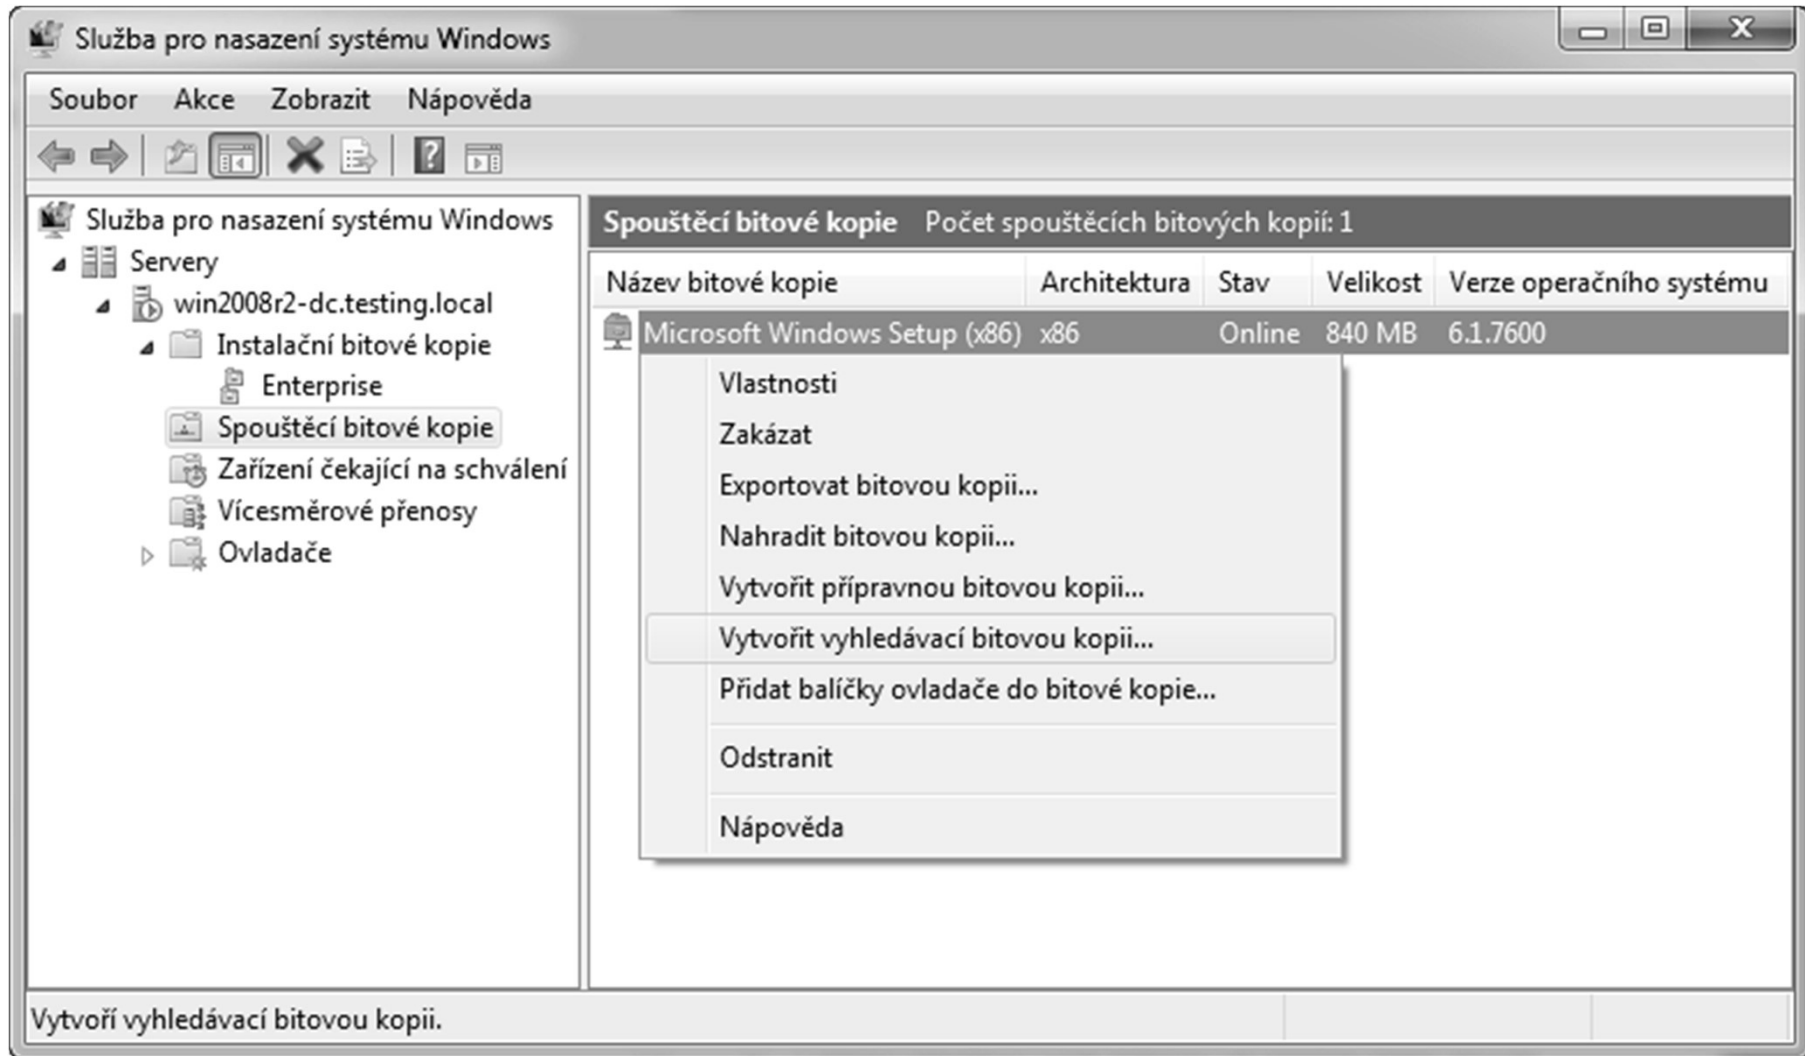 Služba pro nasazení systému Windows
Soubor Akce Zobrazit Nápověda
Služba pro nasazení systému Windows
Servery
win2008r2-dc.testing.local
Instalační bitové kopie
Enterprise
Spouštěcí bitové kopie
Zařízení čekající na schválení
Vícesměrové přenosy
Ovladače
Spouštěcí bitové kopie Počet spouštěcích bitových kopií: 1
Název bitové kopie Architektura Stav Velikost Verze operačního systému
Microsoft Windows Setup (x86) x86 Online 840 MB 6.1.7600
Vlastnosti
Zakázat
Exportovat bitovou kopii...
Nahradit bitovou kopii...
Vytvořit přípravnou bitovou kopii...
Vytvořit vyhledávací bitovou kopii...
Přidat balíčky ovladače do bitové kopie...
Odstranit
Nápověda
Vytvoří vyhledávací bitovou kopii.